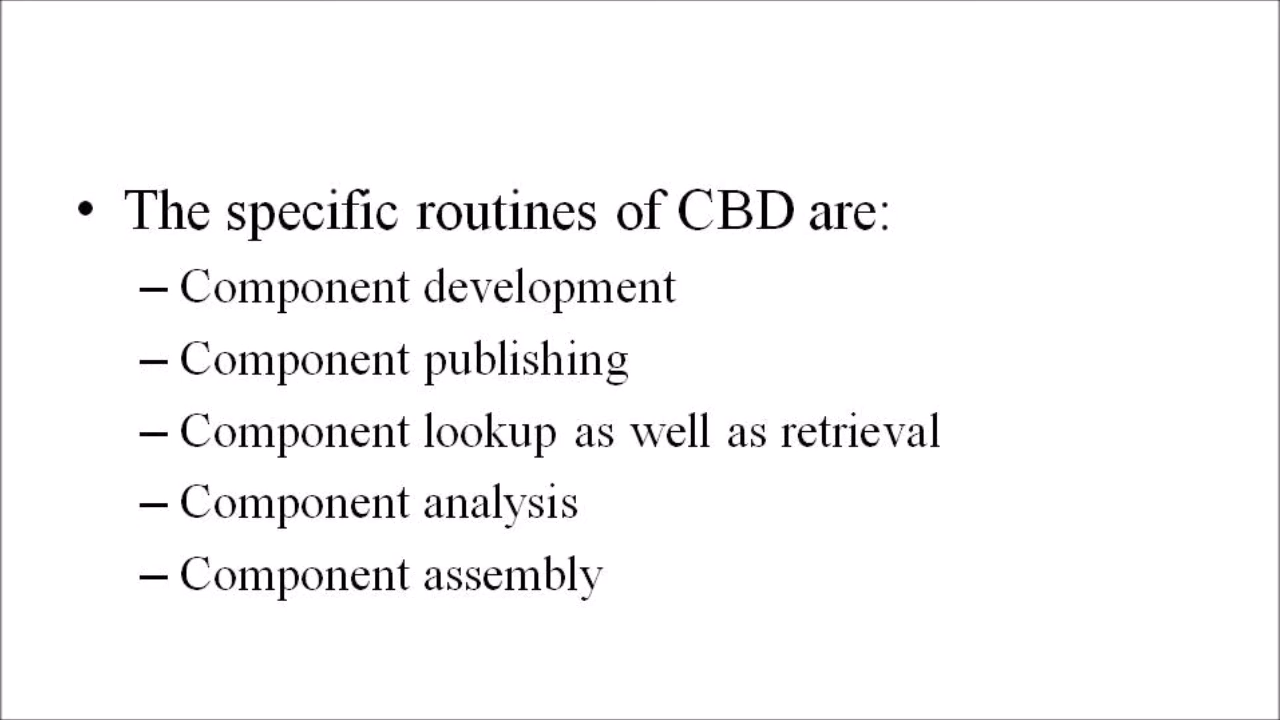 • The specific routines of CBD are:
– Component development
– Component publishing
– Component lookup as well as retrieval
– Component analysis
– Component assembly